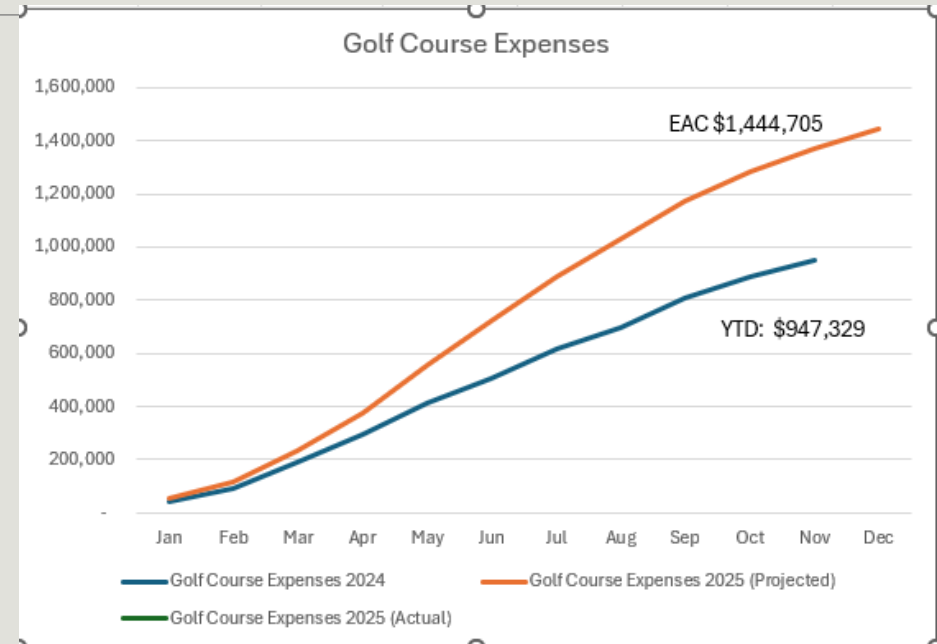 Golf Course Expenses
1,600,000
1,400,000
EAC $1,444,705
1,200,000
1,000,000
800,000
YTD:  $947,329
600,000
400,000
200,000
-
Jan Feb Mar Apr May Jun Jul Aug Sep Oct Nov Dec
Golf Course Expenses 2024 Golf Course Expenses 2025 (Projected)
Golf Course Expenses 2025 (Actual)